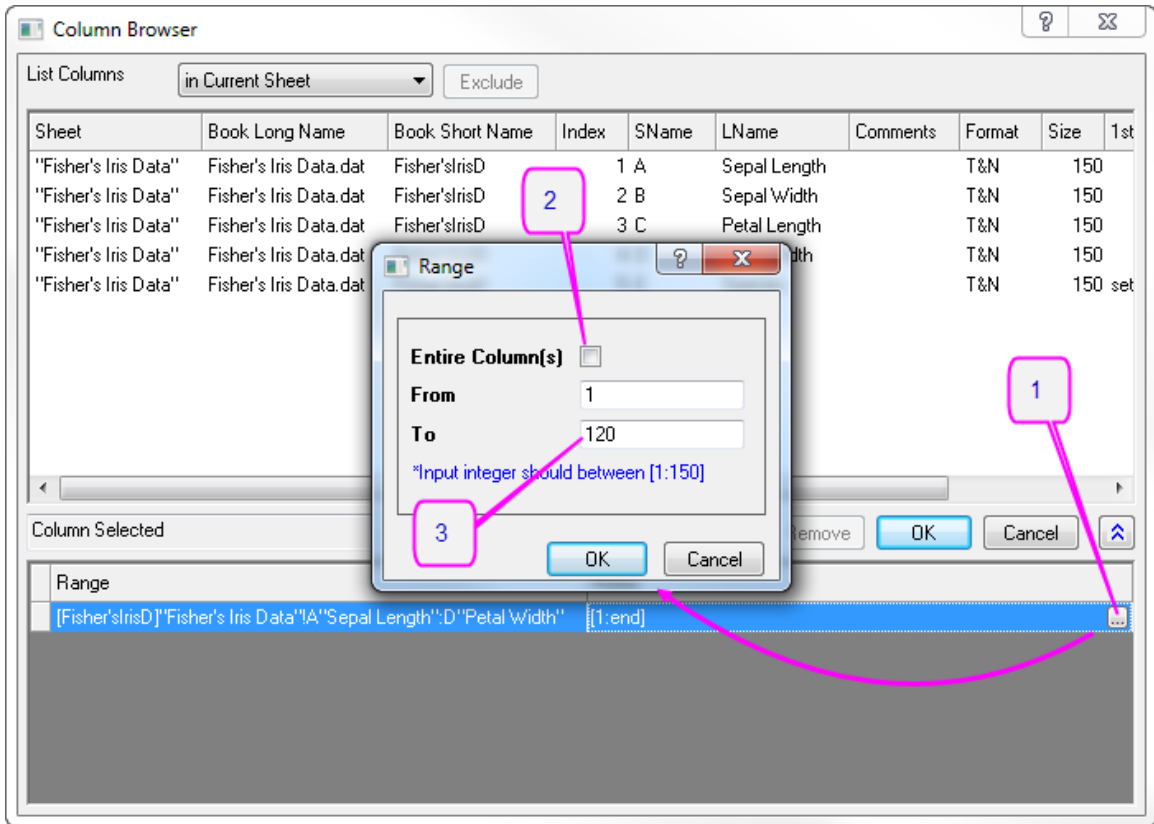 Column Browser
List Columns in Current Sheet Exclude
Sheet Book Long Name Book Short Name Index SName LName Comments Format Size 1st
"Fisher's Iris Data" Fisher's Iris Data.dat Fisher'sIrisD 1 A Sepal Length T&N 150
"Fisher's Iris Data" Fisher's Iris Data.dat Fisher'sIrisD 2 B Sepal Width T&N 150
"Fisher's Iris Data" Fisher's Iris Data.dat Fisher'sIrisD 3 C Petal Length T&N 150
"Fisher's Iris Data" Fisher's Iris Data.dat T&N 150
"Fisher's Iris Data" Fisher's Iris Data.dat T&N 150 set
2
Range
Entire Column(s)
From 1
To 120
*Input integer should between [1:150]
3
OK Cancel
1
Column Selected Remove OK Cancel
Range
[Fisher'sIrisD]"Fisher's Iris Data"!A"Sepal Length":D"Petal Width" [1:end] ...